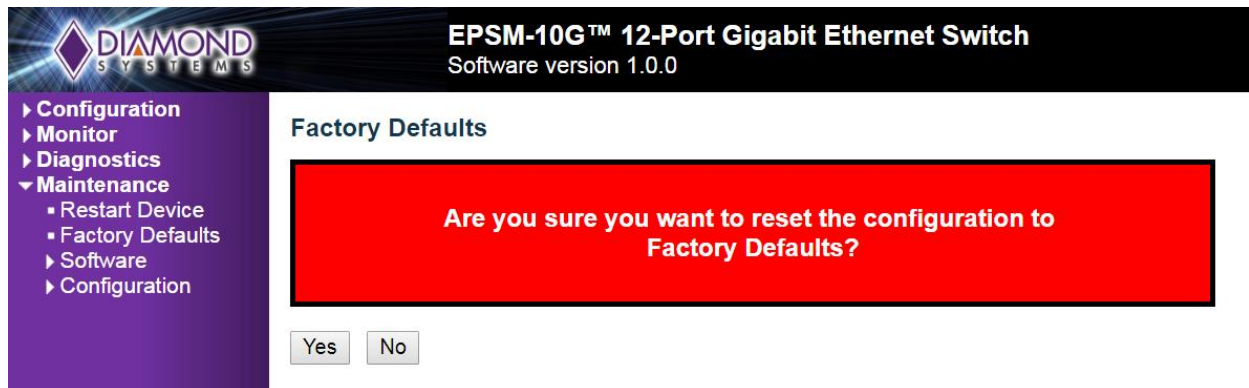 DIAMOND
SYSTEMS
EPSM-10G™ 12-Port Gigabit Ethernet Switch
Software version 1.0.0
Configuration
Monitor
Diagnostics
Maintenance
Restart Device
Factory Defaults
Software
Configuration
Factory Defaults
Are you sure you want to reset the configuration to
Factory Defaults?
Yes No